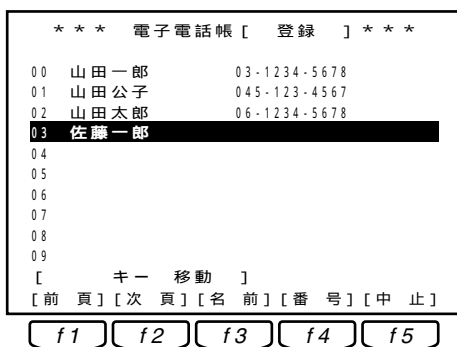 * * * 電子電話帳 [ 登録 ] * * *
00 山田一郎 03-1234-5678
01 山田公子 045-123-4567
02 山田太郎 06-1234-5678
03 佐藤一郎
04
05
06
07
08
09
[ キー 移動 ]
[前 頁] [次 頁] [名 前] [番 号] [中 止]
f1 f2 f3 f4 f5